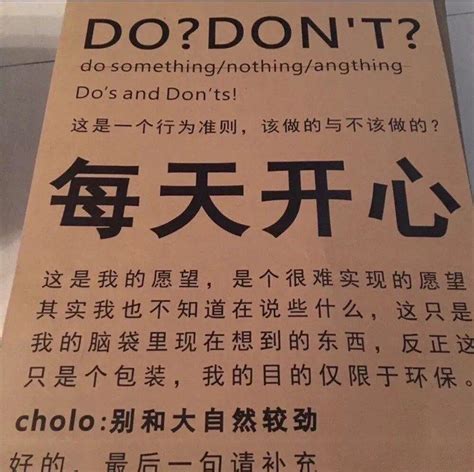 DO?DON'T?
do something/nothing/angthing
Do's and Don'ts!
这是一个行为准则，该做的与不该做的？
每天开心
这是我的愿望，是个很难实现的愿望
其实我也不知道在说些什么，这只是
我的脑袋里现在想到的东西，反正这
只是个包装，我的目的仅限于环保。
cholo:别和大自然较劲
好的，最后一句请补充